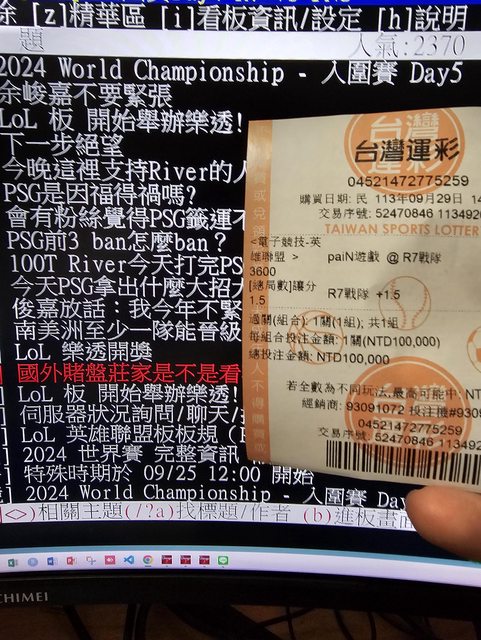 [z]精華區 [i]看板資訊/設定 [h]說明
題 人氣:2370
2024 World Championship - 入圍賽 Day5
余峻嘉不要緊張
LoL 板 開始舉辦樂透!
下一步絕望
今晚這裡支持River的人
PSG是因福得禍嗎?
會有粉絲覺得PSG籤運不
PSG前3 ban怎麼ban?
100T River今天打完PS
今天PSG拿出什麼大招
俊嘉放話:我今年不緊
南美洲至少一隊能晉級
LoL 樂透開獎
國外賭盤莊家是不是看
LoL 板 開始舉辦樂透!
伺服器狀況詢問/聊天/
LoL 英雄聯盟板板規
2024 世界賽 完整資訊
特殊時期於 09/25 12:00 開始
2024 World Championship - 入圍賽 Day
相關主題(/?a)找標題/作者 (b)進板畫面
台灣
台灣運彩
04521472775259
購買日期: 民 113年09月29日 14
交易序號: 52470846 1134920
TAIWAN SPORTS LOTTER
<電子競技-英雄聯盟 > paiN遊戲 @ R7戰隊
3600
[總局數]讓分
1.5 R7戰隊 +1.5
過關(組合): 1關(1組); 共1組
每組合投注金額: 1關(NTD100,000)
總投注金額: NTD100,000
若全數為不同玩法,最高可能中: NT
經銷商: 93091072 投注機#9309
04521472775259
交易序號: 52470846 113492
CHIMEI